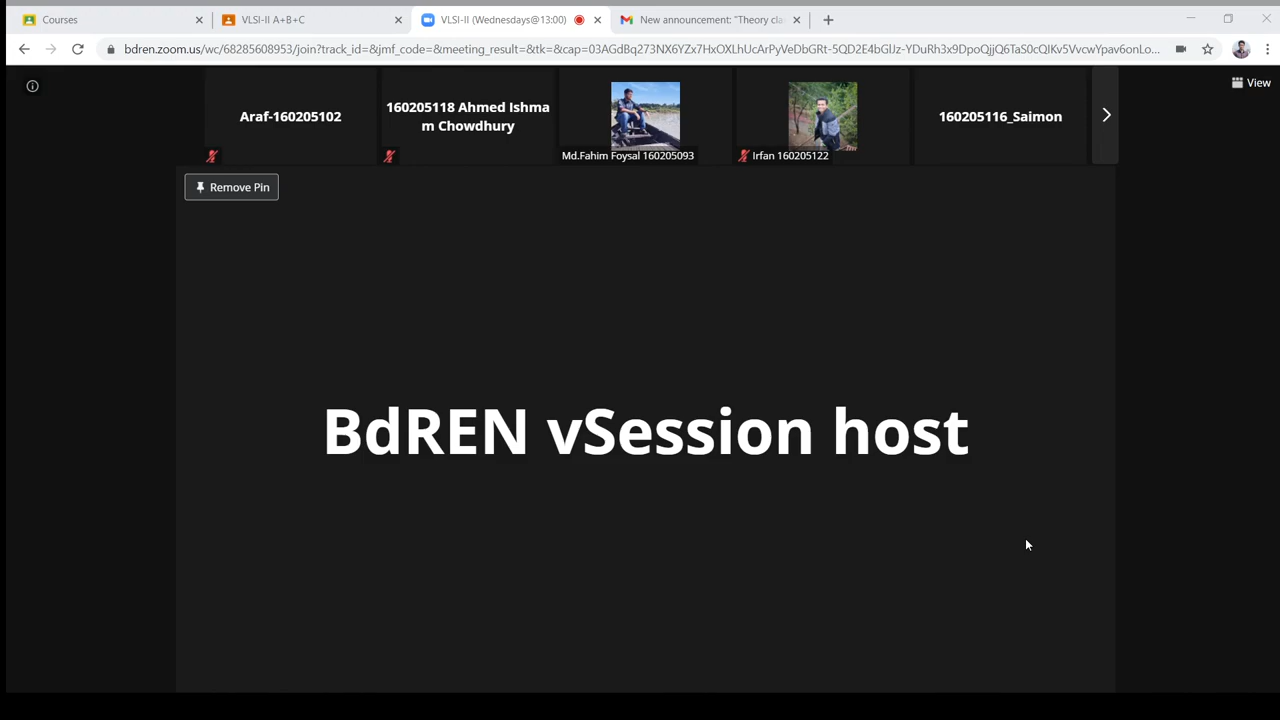 Courses
VLSI-II A+B+C
VLSI-II (Wednesdays@13:00)
New announcement: "Theory cla
bdren.zoom.us/wc/68285608953/join?track_id=&jmf_code=&meeting_result=&tk=&cap=03AGdBq273NX6YZx7HxOXLhUcArPyVeDbGRt-5QD2E4bGlJz-YDuRh3x9DpoQjjQ6TaS0cQIKv5VvcwYpav6onLo...
View
Araf-160205102
160205118 Ahmed Ishma
m Chowdhury
Md.Fahim Foysal 160205093
Irfan 160205122
160205116_Saimon
Remove Pin
BdREN vSession host